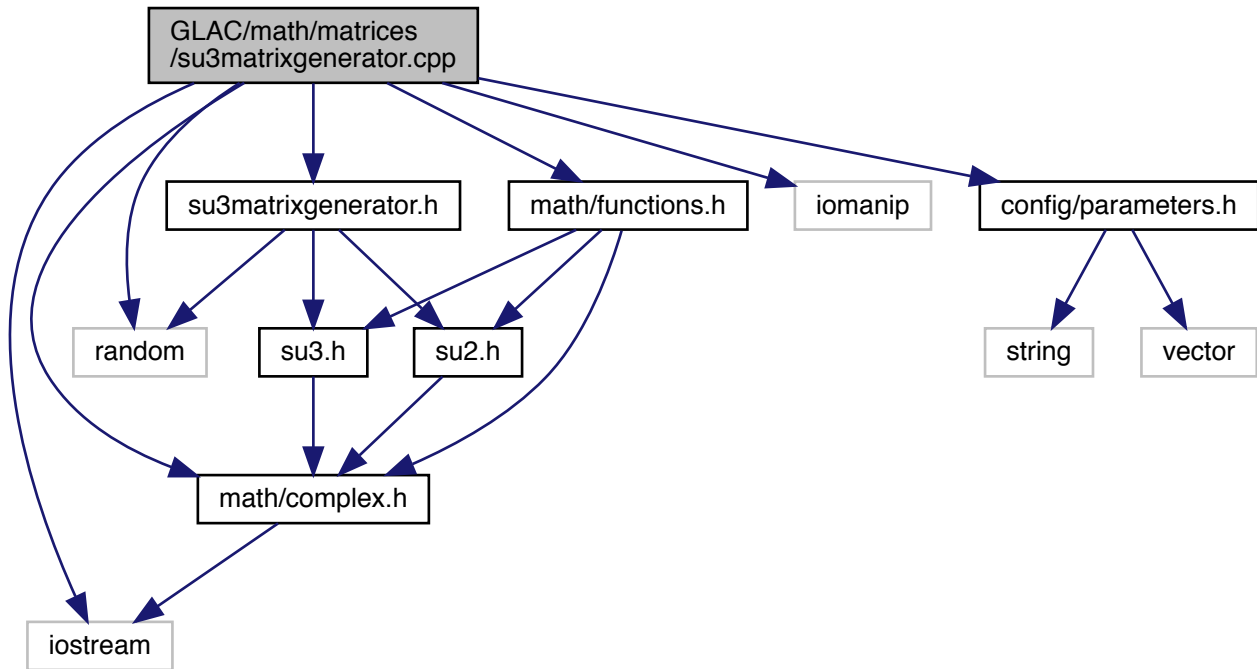 GLAC/math/matrices
/su3matrixgenerator.cpp
su3matrixgenerator.h
math/functions.h
iomanip
config/parameters.h
random
su3.h
su2.h
string
vector
math/complex.h
iostream